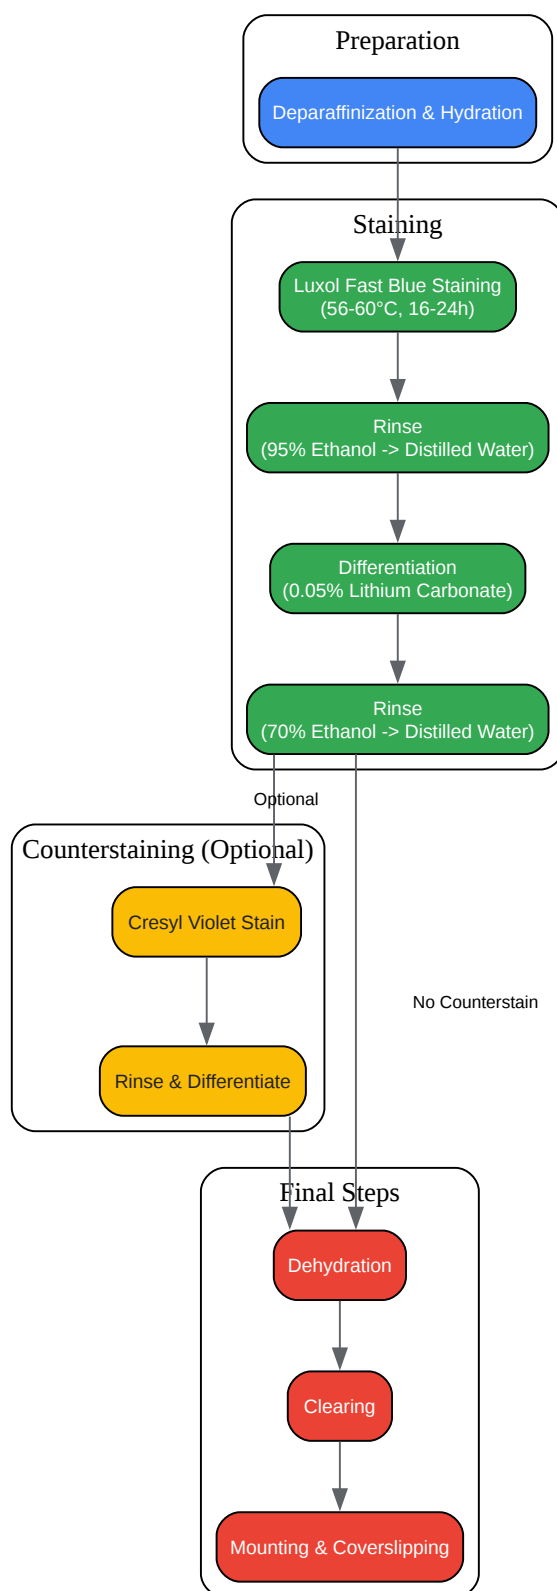 Preparation
Deparaffinization & Hydration
Staining
Luxol Fast Blue Staining
(56-60°C, 16-24h)
Rinse
(95% Ethanol -> Distilled Water)
Differentiation
(0.05% Lithium Carbonate)
Rinse
(70% Ethanol -> Distilled Water)
Optional
Counterstaining (Optional)
Cresyl Violet Stain
No Counterstain
Rinse & Differentiate
Final Steps
Dehydration
Clearing
Mounting & Coverslipping